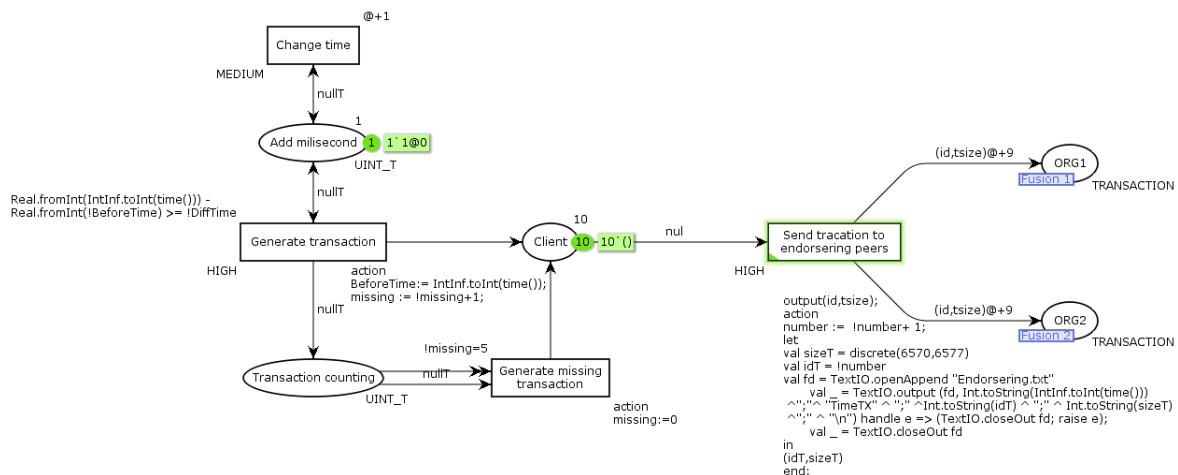 @+1
Change time
MEDIUM
nullT
1
Add milisecond
1
1`1@0
UINT_T
nullT
Real.fromInt(IntInf.toInt(time())) -
Real.fromInt(!BeforeTime) >= !DiffTime
Generate transaction
HIGH
action
BeforeTime:= IntInf.toInt(time());
missing := !missing+1;
10
Client
10
10`()
nul
Send tracation to
endorsering peers
HIGH
(id,tsize)@+9
ORG1
Fusion 1
TRANSACTION
(id,tsize)@+9
ORG2
Fusion 2
TRANSACTION
nullT
Transaction counting
UINT_T
!missing=5
nullT
Generate missing
transaction
action
missing:=0
output(id,tsize);
action
number := !number+ 1;
let
val sizeT = discrete(6570,6577)
val idT = !number
val fd = TextIO.openAppend "Endorsering.txt"
val _ = TextIO.output (fd, Int.toString(IntInf.toInt(time()))
^";"^ "TimeTX" ^ ";" ^Int.toString(idT) ^ ";" ^ Int.toString(sizeT)
^";" ^ "\n") handle e => (TextIO.closeOut fd; raise e);
val _ = TextIO.closeOut fd
in
(idT,sizeT)
end;